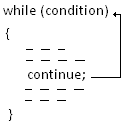 while (condition)
{
_ _ _
_ _ _ _
continue;
_ _ _ _
_ _ _
}